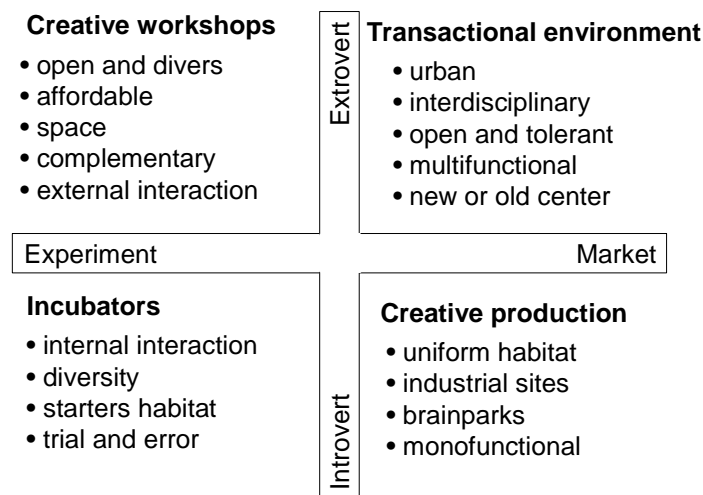 Creative workshops
• open and divers
• affordable
• space
• complementary
• external interaction
Extrovert
Transactional environment
• urban
• interdisciplinary
• open and tolerant
• multifunctional
• new or old center
Experiment
Market
Incubators
• internal interaction
• diversity
• starters habitat
• trial and error
Introvert
Creative production
• uniform habitat
• industrial sites
• brainparks
• monofunctional